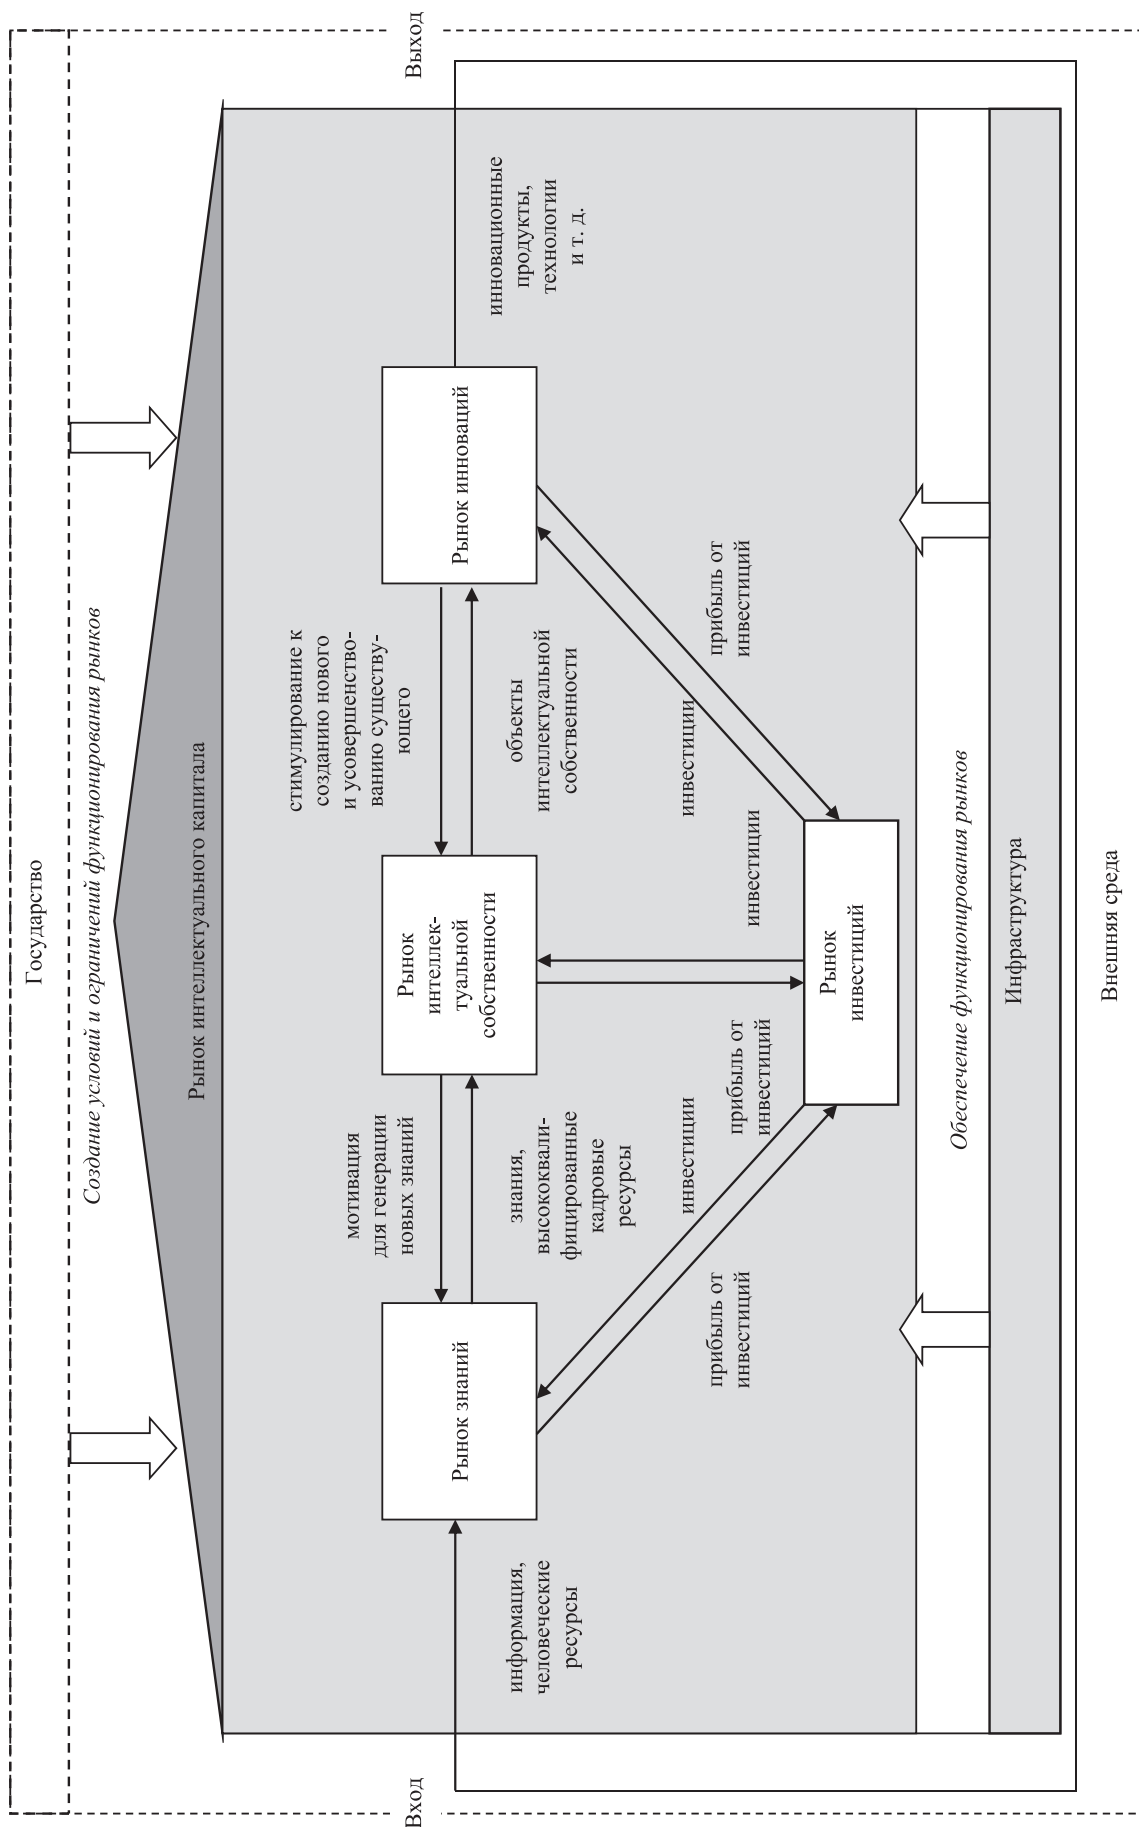 Государство
Создание условий и ограничений функционирования рынков
Рынок интеллектуального капитала
Вход
Выход
информация,
человеческие
ресурсы
Рынок знаний
мотивация
для генерации
новых знаний
знания,
высококвали-
фицированные
кадровые
ресурсы
Рынок
интеллек-
туальной
собственности
стимулирование к
созданию нового
и усовершенство-
ванию существу-
ющего
объекты
интеллектуальной
собственности
Рынок инноваций
инновационные
продукты,
технологии
и т. д.
прибыль от
инвестиций
инвестиции
прибыль от
инвестиций
инвестиции
инвестиции
прибыль от
инвестиций
Рынок
инвестиций
Обеспечение функционирования рынков
Инфраструктура
Внешняя среда